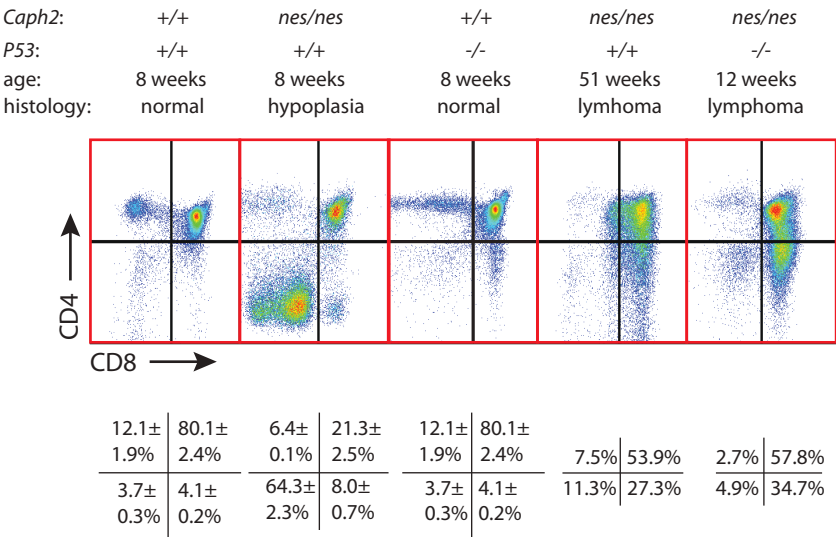 Caph2: +/+ nes/nes +/+ nes/nes nes/nes
P53: +/+ +/+ -/- +/+ -/-
age: 8 weeks 8 weeks 8 weeks 51 weeks 12 weeks
histology: normal hypoplasia normal lymhoma lymphoma
CD4
CD8
12.1± 80.1± 6.4± 21.3± 12.1± 80.1±
1.9% 2.4% 0.1% 2.5% 1.9% 2.4% 7.5% 53.9% 2.7% 57.8%
3.7± 4.1± 64.3± 8.0± 3.7± 4.1± 11.3% 27.3% 4.9% 34.7%
0.3% 0.2% 2.3% 0.7% 0.3% 0.2%